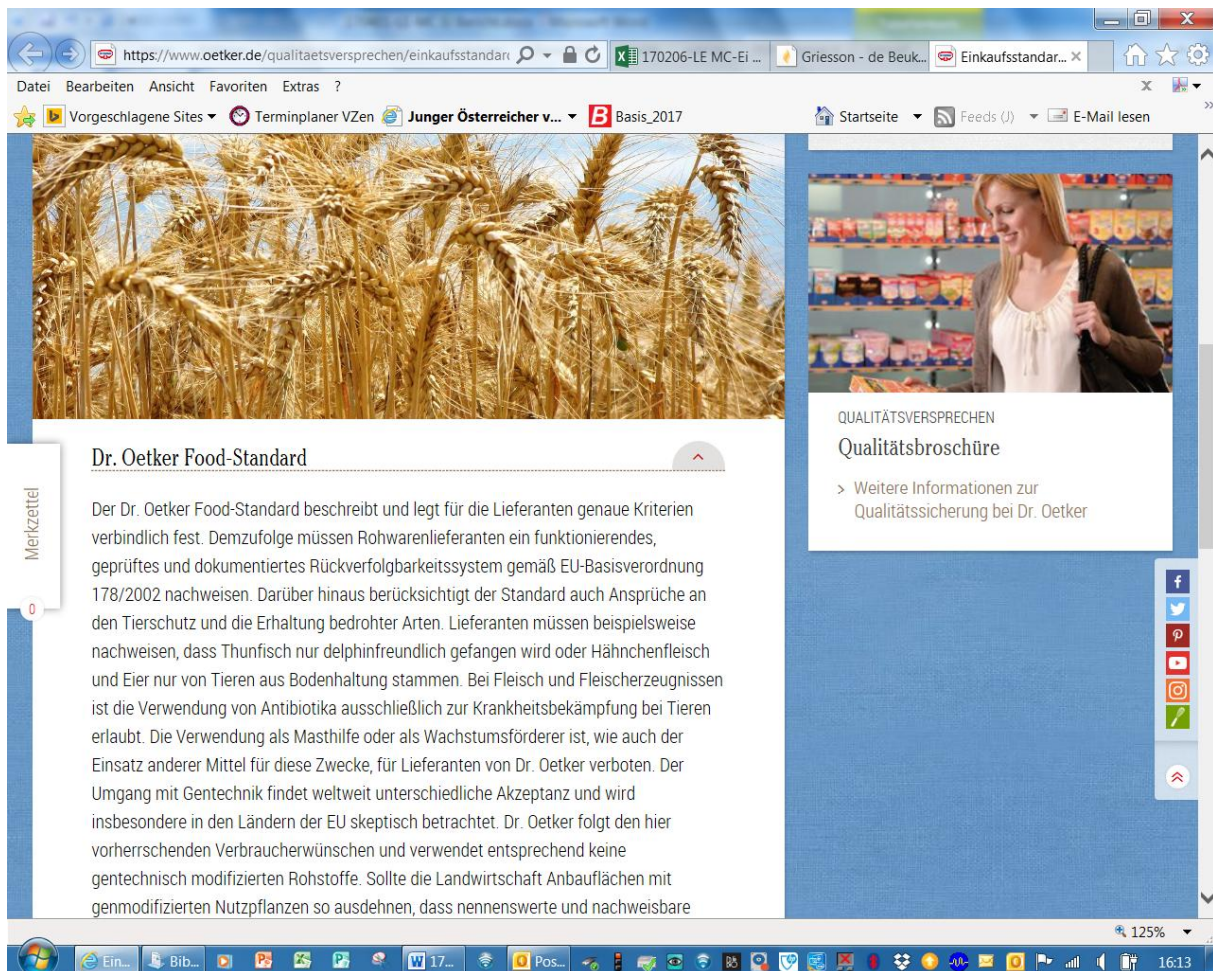 https://www.oetker.de/qualitaetsversprechen/einkaufsstandar
170206-LE MC-Ei ...
Griesson - de Beuk...
Einkaufsstandar...
Datei Bearbeiten Ansicht Favoriten Extras ?
Vorgeschlagene Sites
Terminplaner VZen
Junger Österreicher v...
Basis_2017
Startseite
Feeds (J)
E-Mail lesen
Merkzettel
0
Dr. Oetker Food-Standard
Der Dr. Oetker Food-Standard beschreibt und legt für die Lieferanten genaue Kriterien
verbindlich fest. Demzufolge müssen Rohwarenlieferanten ein funktionierendes,
geprüftes und dokumentiertes Rückverfolgbarkeitssystem gemäß EU-Basisverordnung
178/2002 nachweisen. Darüber hinaus berücksichtigt der Standard auch Ansprüche an
den Tierschutz und die Erhaltung bedrohter Arten. Lieferanten müssen beispielsweise
nachweisen, dass Thunfisch nur delphinfreundlich gefangen wird oder Hähnchenfleisch
und Eier nur von Tieren aus Bodenhaltung stammen. Bei Fleisch und Fleischerzeugnissen
ist die Verwendung von Antibiotika ausschließlich zur Krankheitsbekämpfung bei Tieren
erlaubt. Die Verwendung als Masthilfe oder als Wachstumsförderer ist, wie auch der
Einsatz anderer Mittel für diese Zwecke, für Lieferanten von Dr. Oetker verboten. Der
Umgang mit Gentechnik findet weltweit unterschiedliche Akzeptanz und wird
insbesondere in den Ländern der EU skeptisch betrachtet. Dr. Oetker folgt den hier
vorherrschenden Verbraucherwünschen und verwendet entsprechend keine
gentechnisch modifizierten Rohstoffe. Sollte die Landwirtschaft Anbauflächen mit
genmodifizierten Nutzpflanzen so ausdehnen, dass nennenswerte und nachweisbare
QUALITÄTSVERSPRECHEN
Qualitätsbroschüre
Weitere Informationen zur
Qualitätssicherung bei Dr. Oetker
125%
Ein...
Bib...
17...
Pos...
16:13